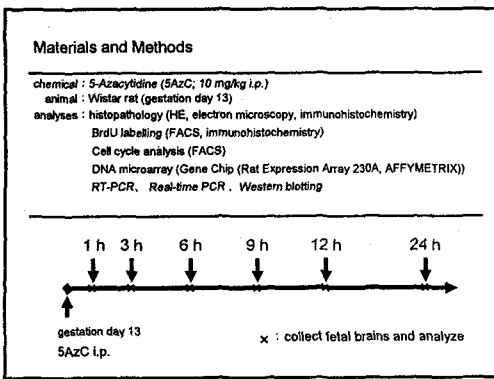 Materials and Methods
chemical : 5-Azacytidine (5AzC; 10 mg/kg i.p.)
animal : Wistar rat (gestation day 13)
analyses : histopathology (HE, electron microscopy, immunohistochemistry)
BrdU labelling (FACS, immunohistochemistry)
Cell cycle analysis (FACS)
DNA microarray (Gene Chip (Rat Expression Array 230A, AFFYMETRIX))
RT-PCR、 Real-time PCR 、Western blotting
1 h 3 h 6 h 9 h 12 h 24 h
gestation day 13
5AzC i.p.
× : collect fetal brains and analyze